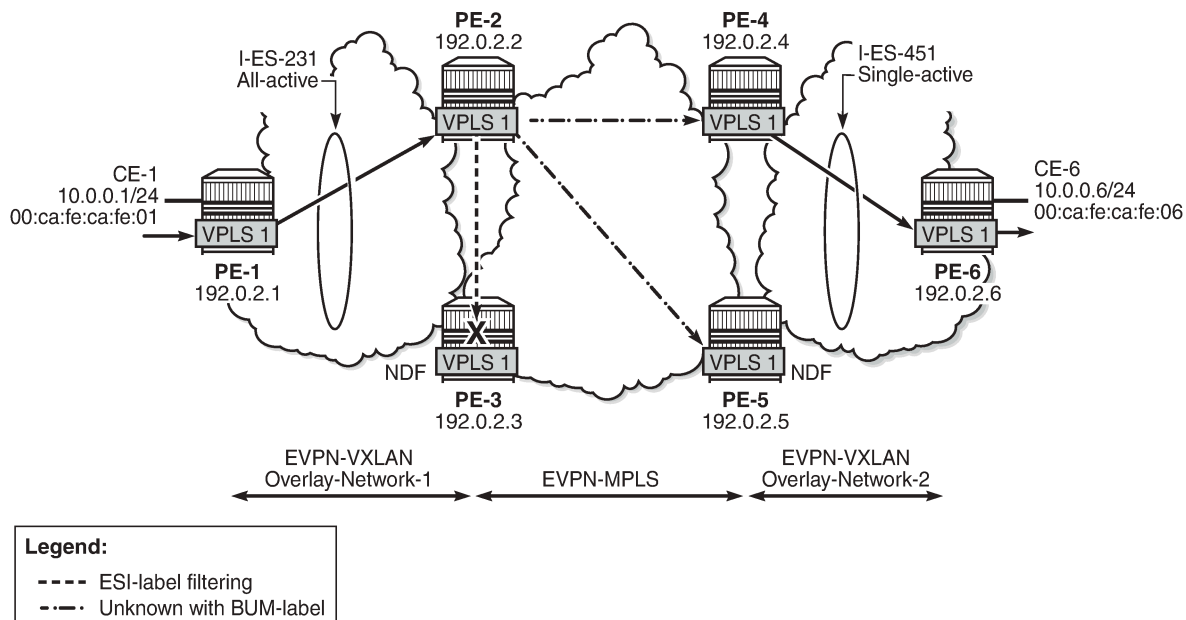 PE-2
192.0.2.2
PE-4
192.0.2.4
I-ES-231
All-active
I-ES-451
Single-active
VPLS 1
VPLS 1
CE-1
10.0.0.1/24
00:ca:fe:ca:fe:01
CE-6
10.0.0.6/24
00:ca:fe:ca:fe:06
VPLS 1
VPLS 1
PE-1
192.0.2.1
PE-6
192.0.2.6
X
VPLS 1
VPLS 1
NDF
NDF
PE-3
192.0.2.3
PE-5
192.0.2.5
EVPN-VXLAN
Overlay-Network-1
EVPN-MPLS
EVPN-VXLAN
Overlay-Network-2
Legend:
ESI-label filtering
Unknown with BUM-label